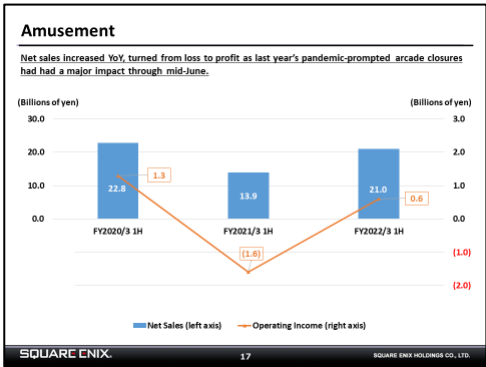 Amusement
Net sales increased YoY, turned from loss to profit as last year's pandemic-prompted arcade closures
had had a major impact through mid-June.
(Billions of yen) (Billions of yen)
30.0 3.0
20.0 2.0
1.3
22.8 13.9 21.0
10.0 1.0
0.6
0.0 0.0
FY2020/3 1H FY2021/3 1H FY2022/3 1H
(1.6) (1.0)
(2.0)
Net Sales (left axis) Operating Income (right axis)
SQUARE ENIX. 17 SQUARE ENIX HOLDINGS CO., LTD.